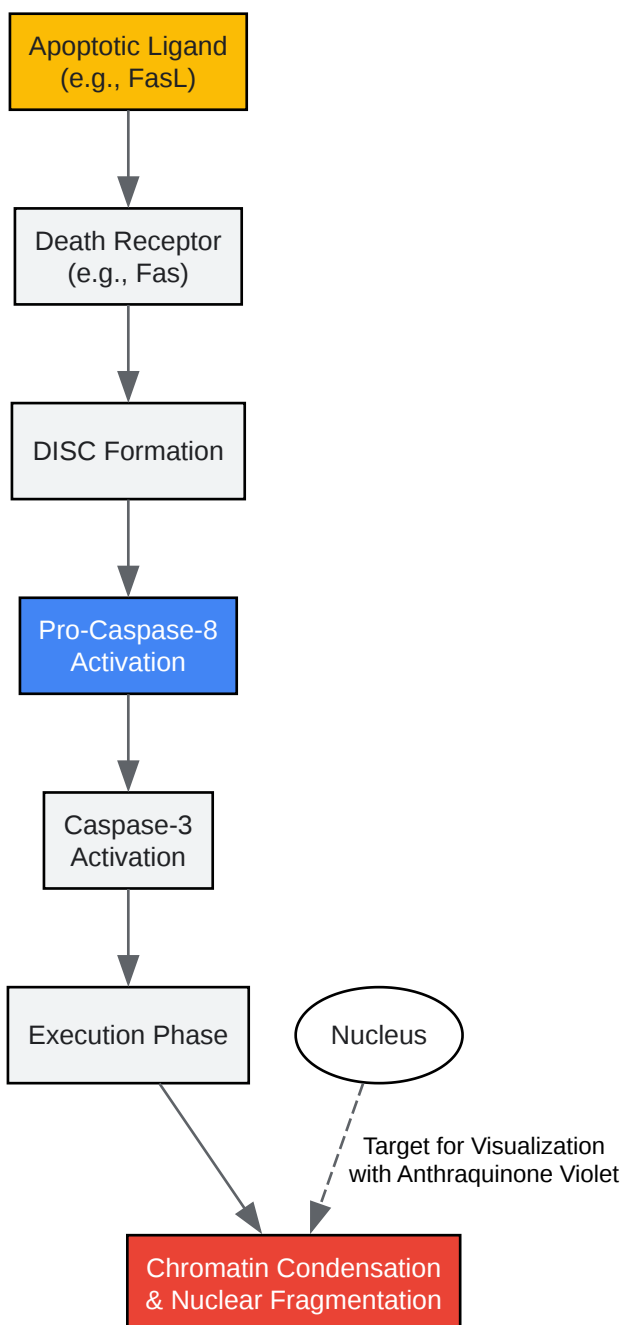 Apoptotic Ligand
(e.g., FasL)
Death Receptor
(e.g., Fas)
DISC Formation
Pro-Caspase-8
Activation
Caspase-3
Activation
Execution Phase
Nucleus
Target for Visualization
with Anthraquinone Violet
Chromatin Condensation
& Nuclear Fragmentation